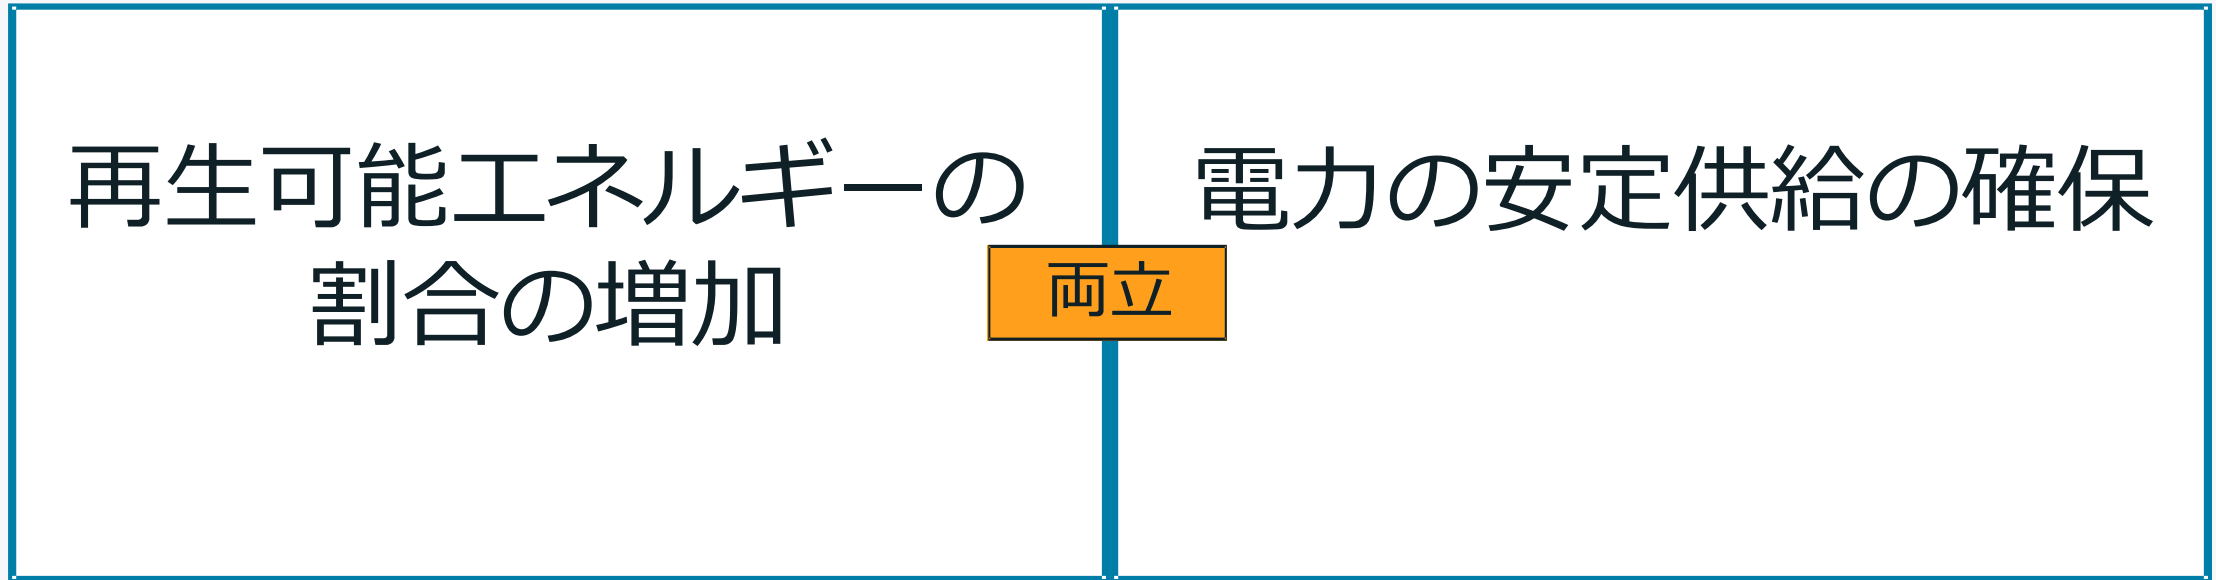 再生可能エネルギーの
割合の増加
両立
電力の安定供給の確保